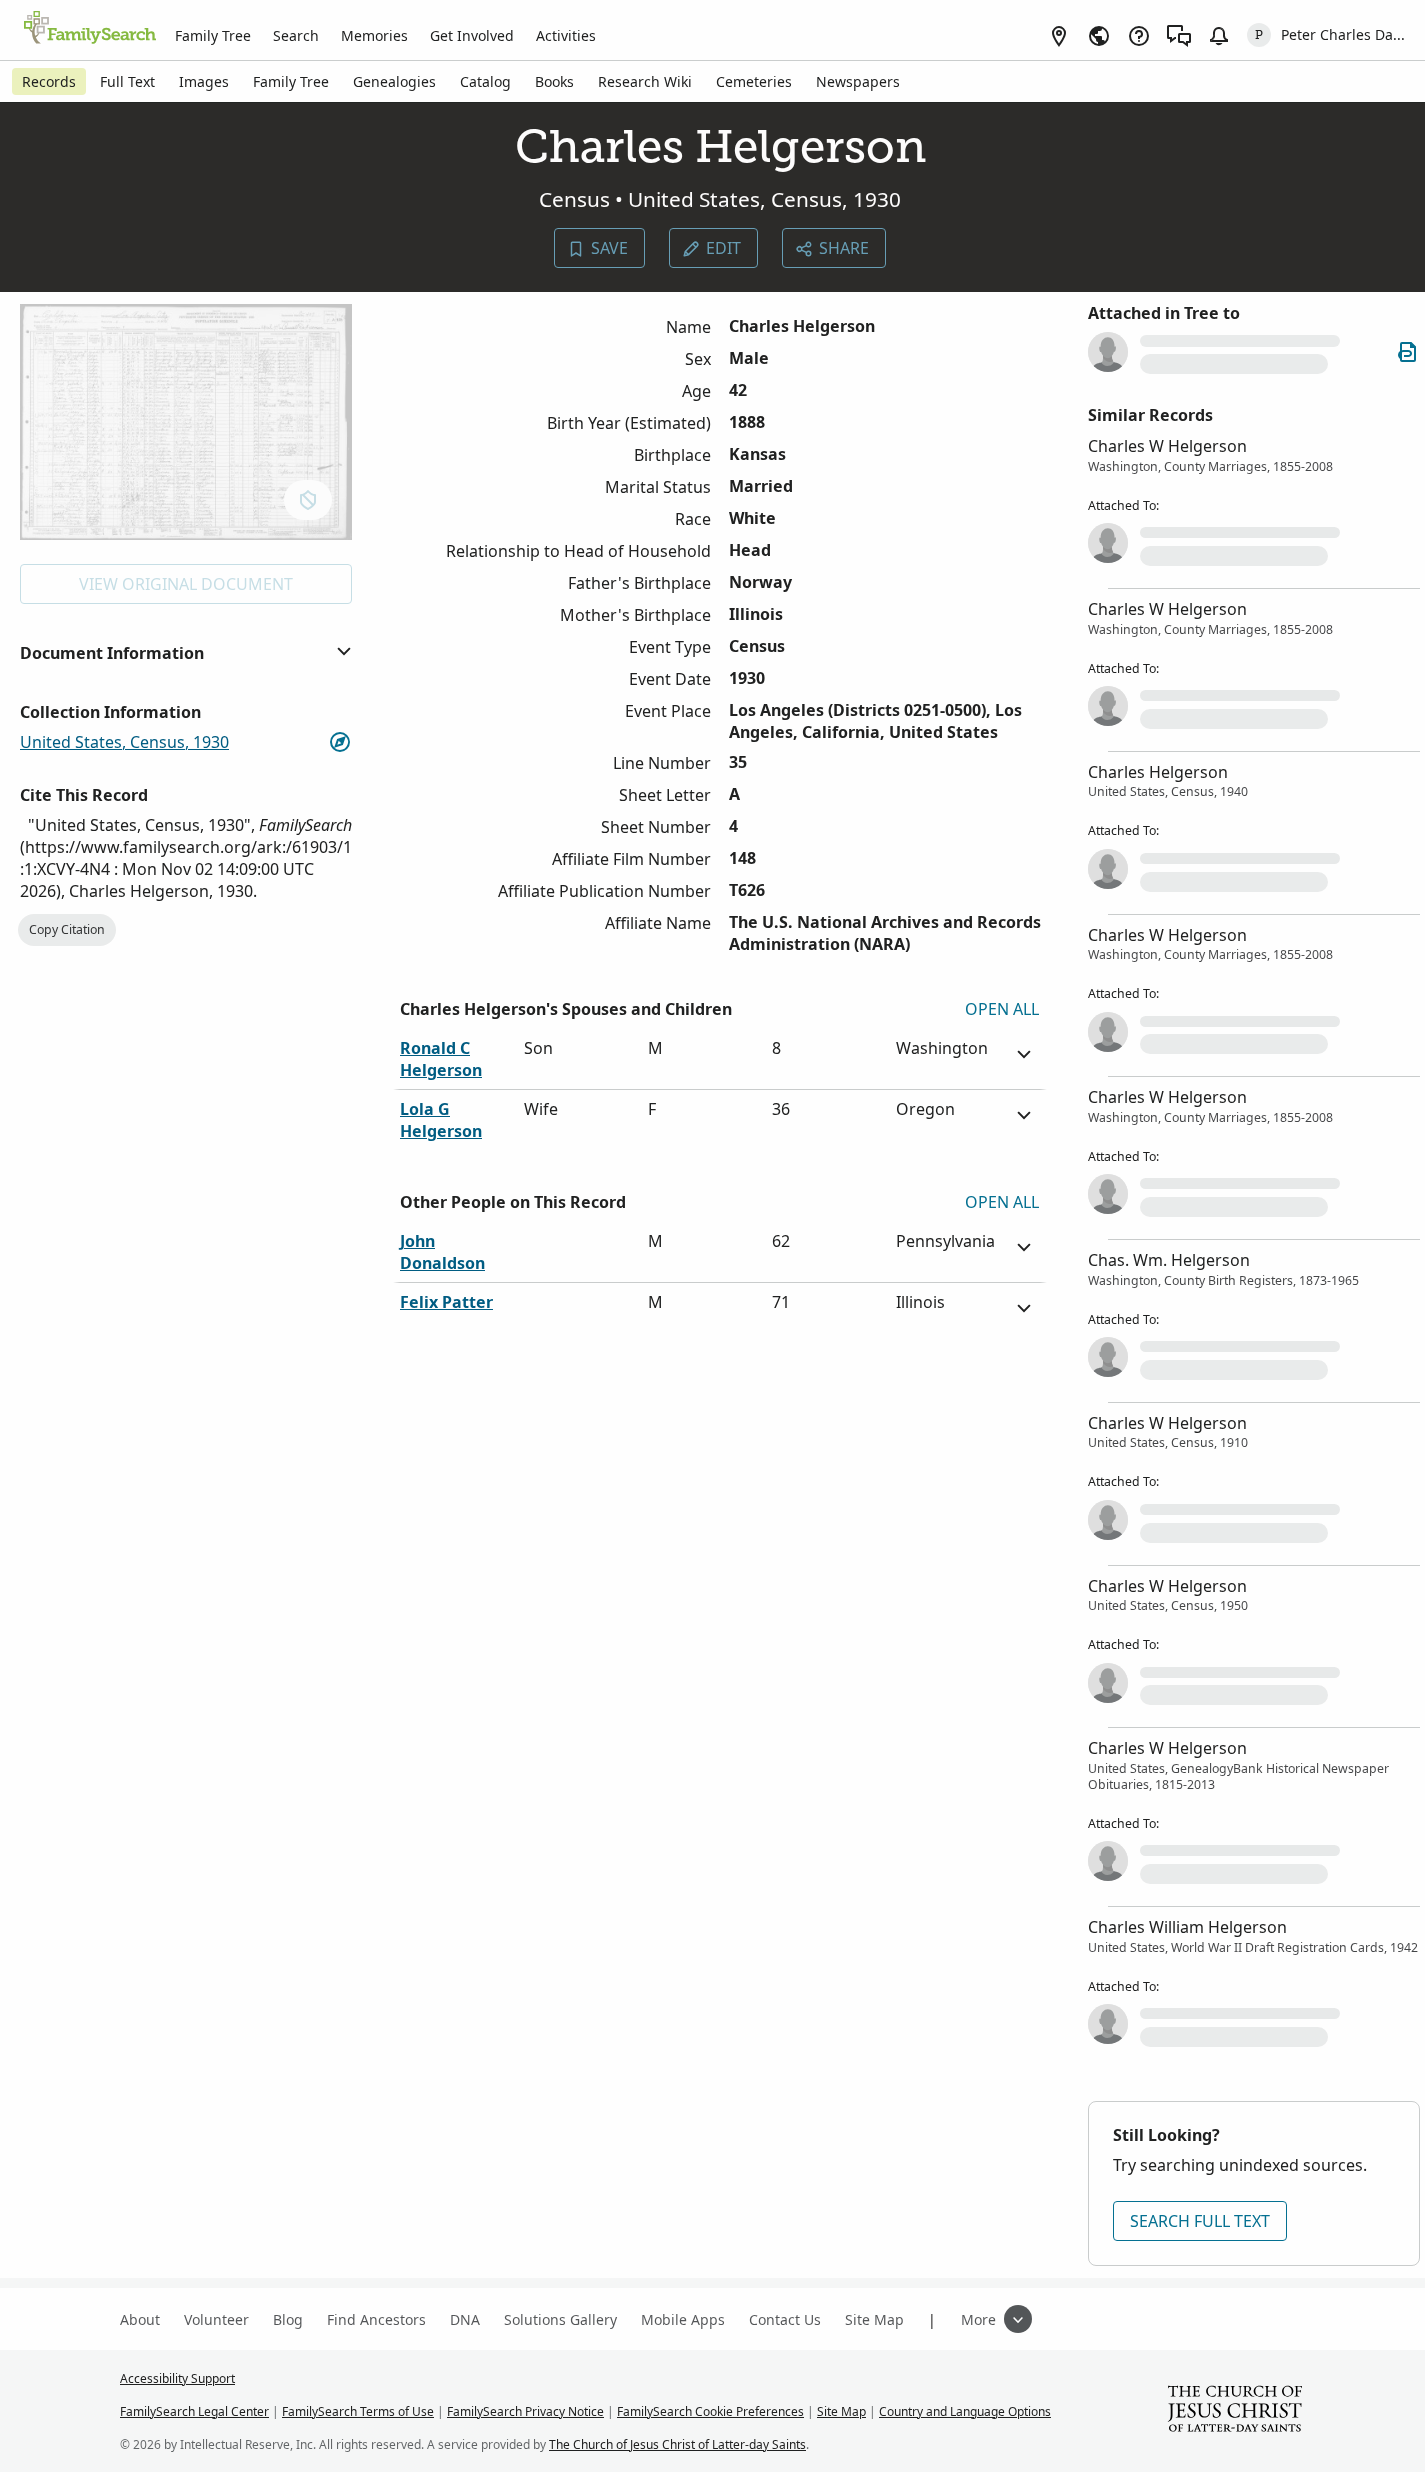 FamilySearch
Family Tree Search Memories Get Involved Activities
P Peter Charles Da...
Records Full Text Images Family Tree Genealogies Catalog Books Research Wiki Cemeteries Newspapers
Charles Helgerson
Census • United States, Census, 1930
SAVE EDIT SHARE
VIEW ORIGINAL DOCUMENT
Document Information
Collection Information
United States, Census, 1930
Cite This Record
"United States, Census, 1930", FamilySearch
(https://www.familysearch.org/ark:/61903/1
:1:XCVY-4N4 : Mon Nov 02 14:09:00 UTC
2026), Charles Helgerson, 1930.
Copy Citation
Name Charles Helgerson
Sex Male
Age 42
Birth Year (Estimated) 1888
Birthplace Kansas
Marital Status Married
Race White
Relationship to Head of Household Head
Father's Birthplace Norway
Mother's Birthplace Illinois
Event Type Census
Event Date 1930
Event Place Los Angeles (Districts 0251-0500), Los
Angeles, California, United States
Line Number 35
Sheet Letter A
Sheet Number 4
Affiliate Film Number 148
Affiliate Publication Number T626
Affiliate Name The U.S. National Archives and Records
Administration (NARA)
Charles Helgerson's Spouses and Children OPEN ALL
Ronald C Son M 8 Washington
Helgerson
Lola G Wife F 36 Oregon
Helgerson
Other People on This Record OPEN ALL
John M 62 Pennsylvania
Donaldson
Felix Patter M 71 Illinois
Attached in Tree to
Similar Records
Charles W Helgerson
Washington, County Marriages, 1855-2008
Attached To:
Charles W Helgerson
Washington, County Marriages, 1855-2008
Attached To:
Charles Helgerson
United States, Census, 1940
Attached To:
Charles W Helgerson
Washington, County Marriages, 1855-2008
Attached To:
Charles W Helgerson
Washington, County Marriages, 1855-2008
Attached To:
Chas. Wm. Helgerson
Washington, County Birth Registers, 1873-1965
Attached To:
Charles W Helgerson
United States, Census, 1910
Attached To:
Charles W Helgerson
United States, Census, 1950
Attached To:
Charles W Helgerson
United States, GenealogyBank Historical Newspaper
Obituaries, 1815-2013
Attached To:
Charles William Helgerson
United States, World War II Draft Registration Cards, 1942
Attached To:
Still Looking?
Try searching unindexed sources.
SEARCH FULL TEXT
About Volunteer Blog Find Ancestors DNA Solutions Gallery Mobile Apps Contact Us Site Map | More
Accessibility Support
FamilySearch Legal Center | FamilySearch Terms of Use | FamilySearch Privacy Notice | FamilySearch Cookie Preferences | Site Map | Country and Language Options
© 2026 by Intellectual Reserve, Inc. All rights reserved. A service provided by The Church of Jesus Christ of Latter-day Saints.
THE CHURCH OF
JESUS CHRIST
OF LATTER-DAY SAINTS